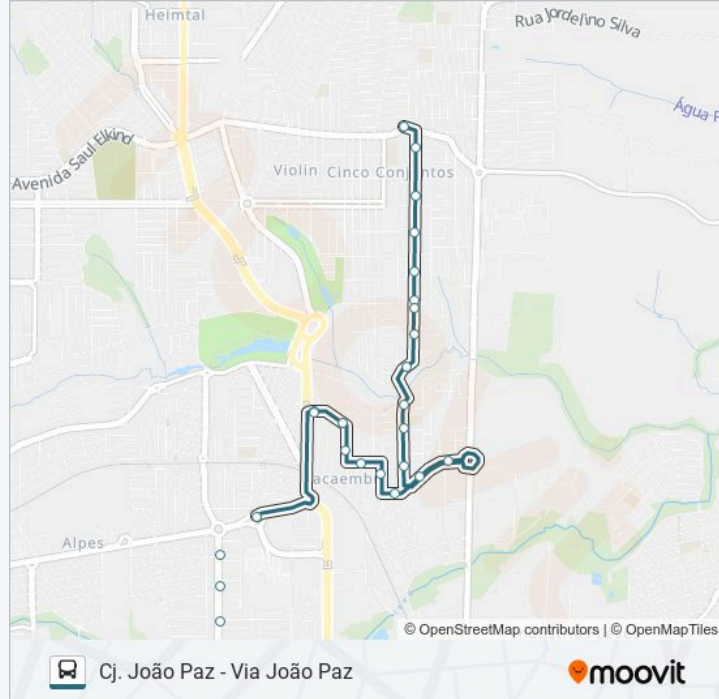 Heimtal
Rua Jordelino Silva
Água F
Avenida Saul Elkind
Violin
Cinco Conjuntos
acaemb
Alpes
© OpenStreetMap contributors | © OpenMapTiles
Cj. João Paz - Via João Paz
moovit